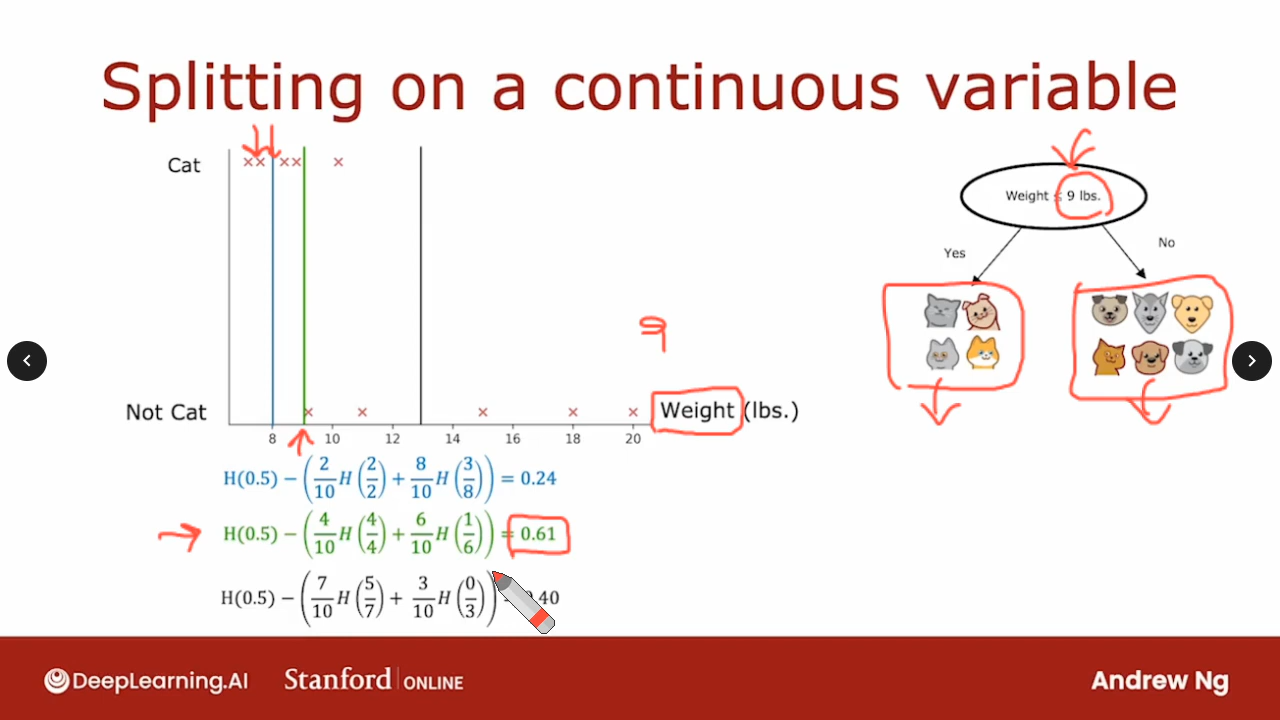 Splitting on a continuous variable
Cat
Not Cat
8 10 12 14 16 18 20
Weight (lbs.)
9
Weight ≤ 9 lbs.
Yes
No
H(0.5) − (2/10 H(2/2) + 8/10 H(3/8)) = 0.24
H(0.5) − (4/10 H(4/4) + 6/10 H(1/6)) = 0.61
H(0.5) − (7/10 H(5/7) + 3/10 H(0/3)) = 0.40
DeepLearning.AI Stanford | ONLINE
Andrew Ng